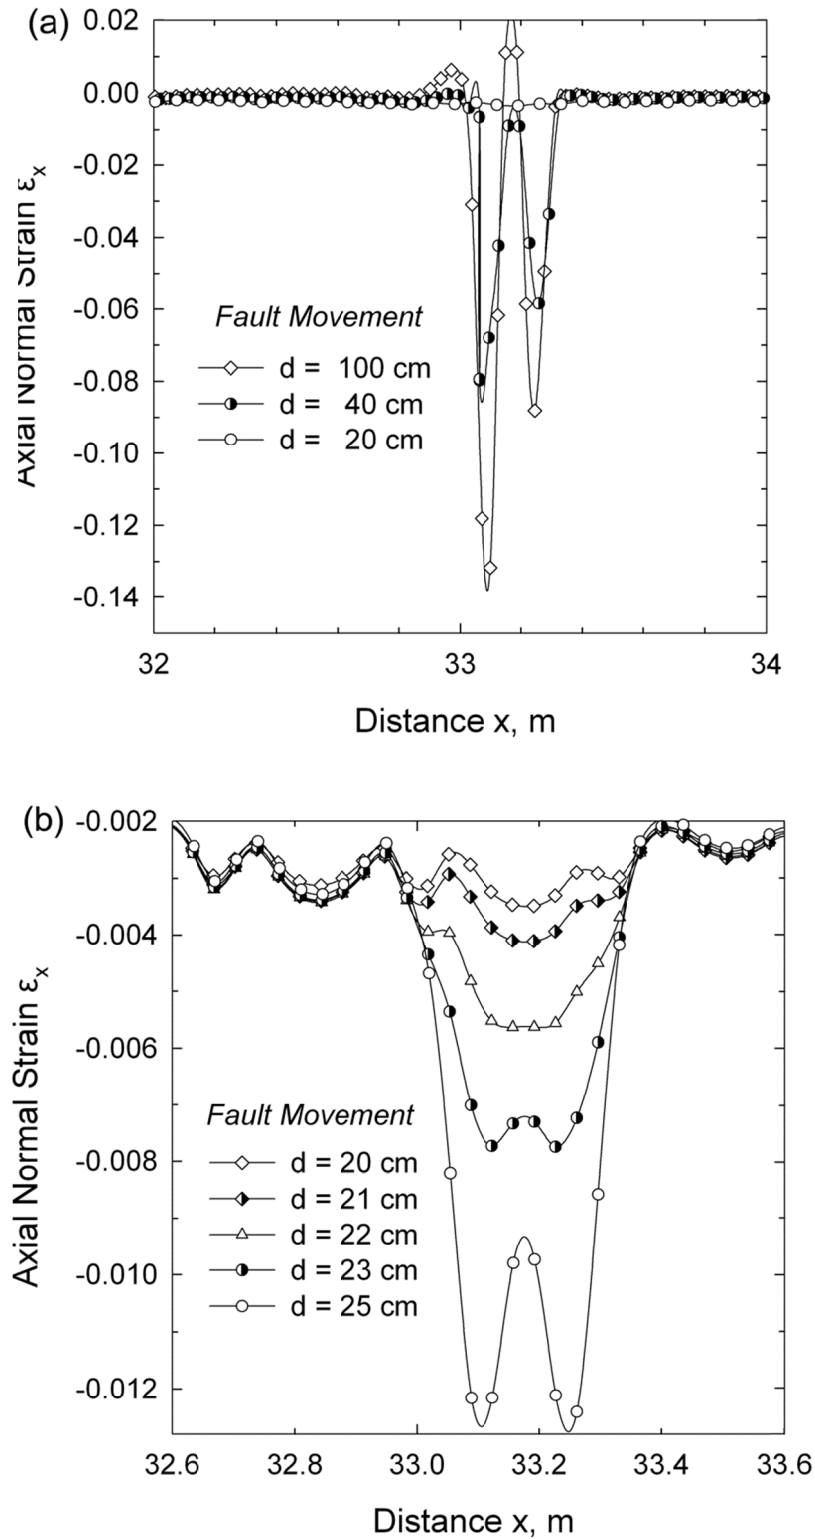 (a)
0.02
0.00
-0.02
-0.04
-0.06
-0.08
-0.10
-0.12
-0.14
Axial Normal Strain εx
Fault Movement
d = 100 cm
d = 40 cm
d = 20 cm
32 33 34
Distance x, m
(b)
-0.002
-0.004
-0.006
-0.008
-0.010
-0.012
Axial Normal Strain εx
Fault Movement
d = 20 cm
d = 21 cm
d = 22 cm
d = 23 cm
d = 25 cm
32.6 32.8 33.0 33.2 33.4 33.6
Distance x, m